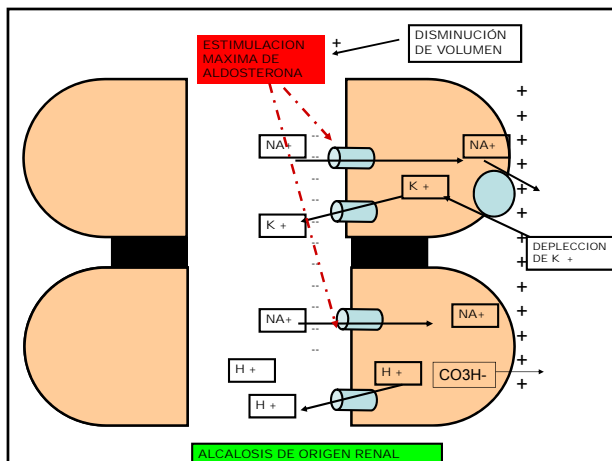 ESTIMULACION
MAXIMA DE
ALDOSTERONA
+
DISMINUCIÓN
DE VOLUMEN
NA+
NA+
K +
K +
DEPLECCION
DE K +
NA+
NA+
H +
H +
CO3H-
H +
ALCALOSIS DE ORIGEN RENAL